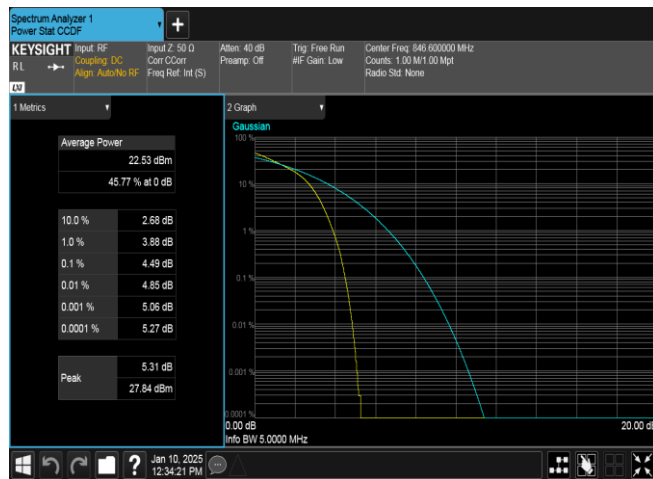 Spectrum Analyzer 1
Power Stat CCDF
KEYSIGHT
RL
LXI
Input: RF
Coupling: DC
Align: Auto/No RF
Input Z: 50 Ω
Corr CCorr
Freq Ref: Int (S)
Atten: 40 dB
Preamp: Off
Trig: Free Run
#IF Gain: Low
Center Freq: 846.600000 MHz
Counts: 1.00 M/1.00 Mpt
Radio Std: None
1 Metrics
Average Power
22.53 dBm
45.77 % at 0 dB
10.0 % 2.68 dB
1.0 % 3.88 dB
0.1 % 4.49 dB
0.01 % 4.85 dB
0.001 % 5.06 dB
0.0001 % 5.27 dB
Peak
5.31 dB
27.84 dBm
2 Graph
Gaussian
100 %
10 %
1 %
0.1 %
0.01 %
0.001 %
0.0001 %
0.00 dB
20.00 dB
Info BW 5.0000 MHz
?
Jan 10, 2025
12:34:21 PM